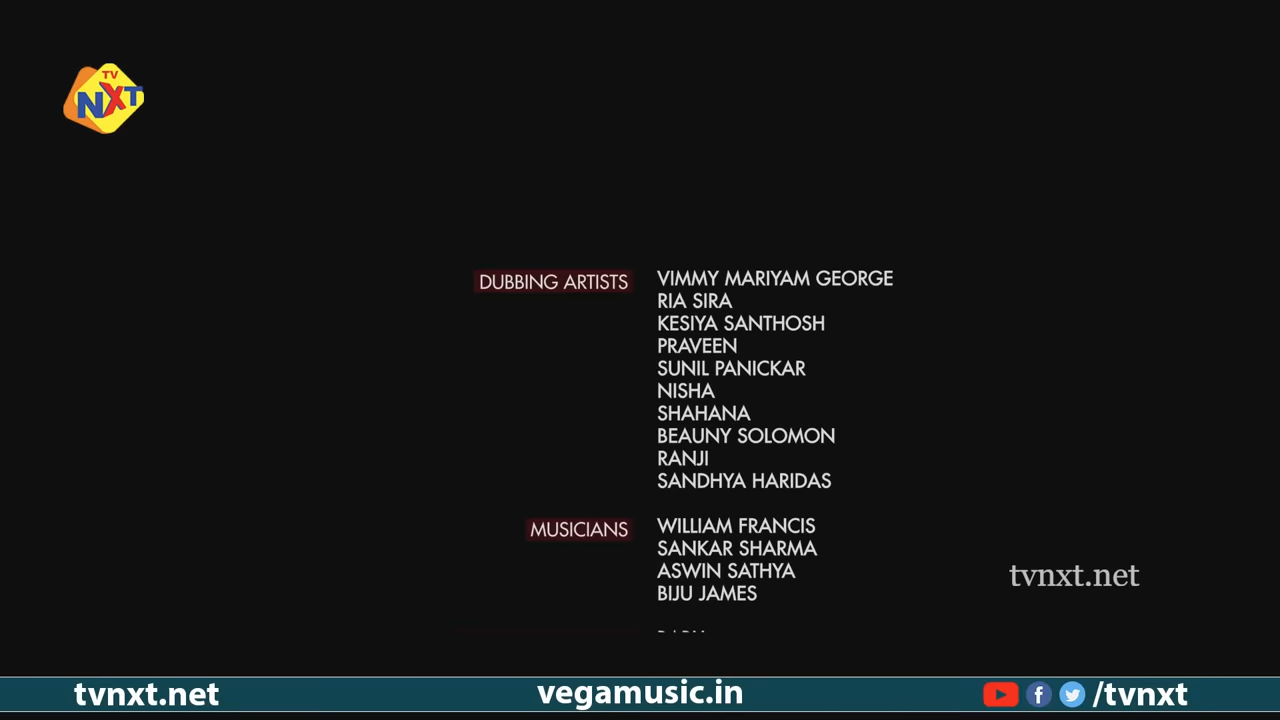 TV
NXT
DUBBING ARTISTS VIMMY MARIYAM GEORGE
RIA SIRA
KESIYA SANTHOSH
PRAVEEN
SUNIL PANICKAR
NISHA
SHAHANA
BEAUNY SOLOMON
RANJI
SANDHYA HARIDAS
MUSICIANS WILLIAM FRANCIS
SANKAR SHARMA
ASWIN SATHYA
BIJU JAMES
tvnxt.net
tvnxt.net vegamusic.in /tvnxt